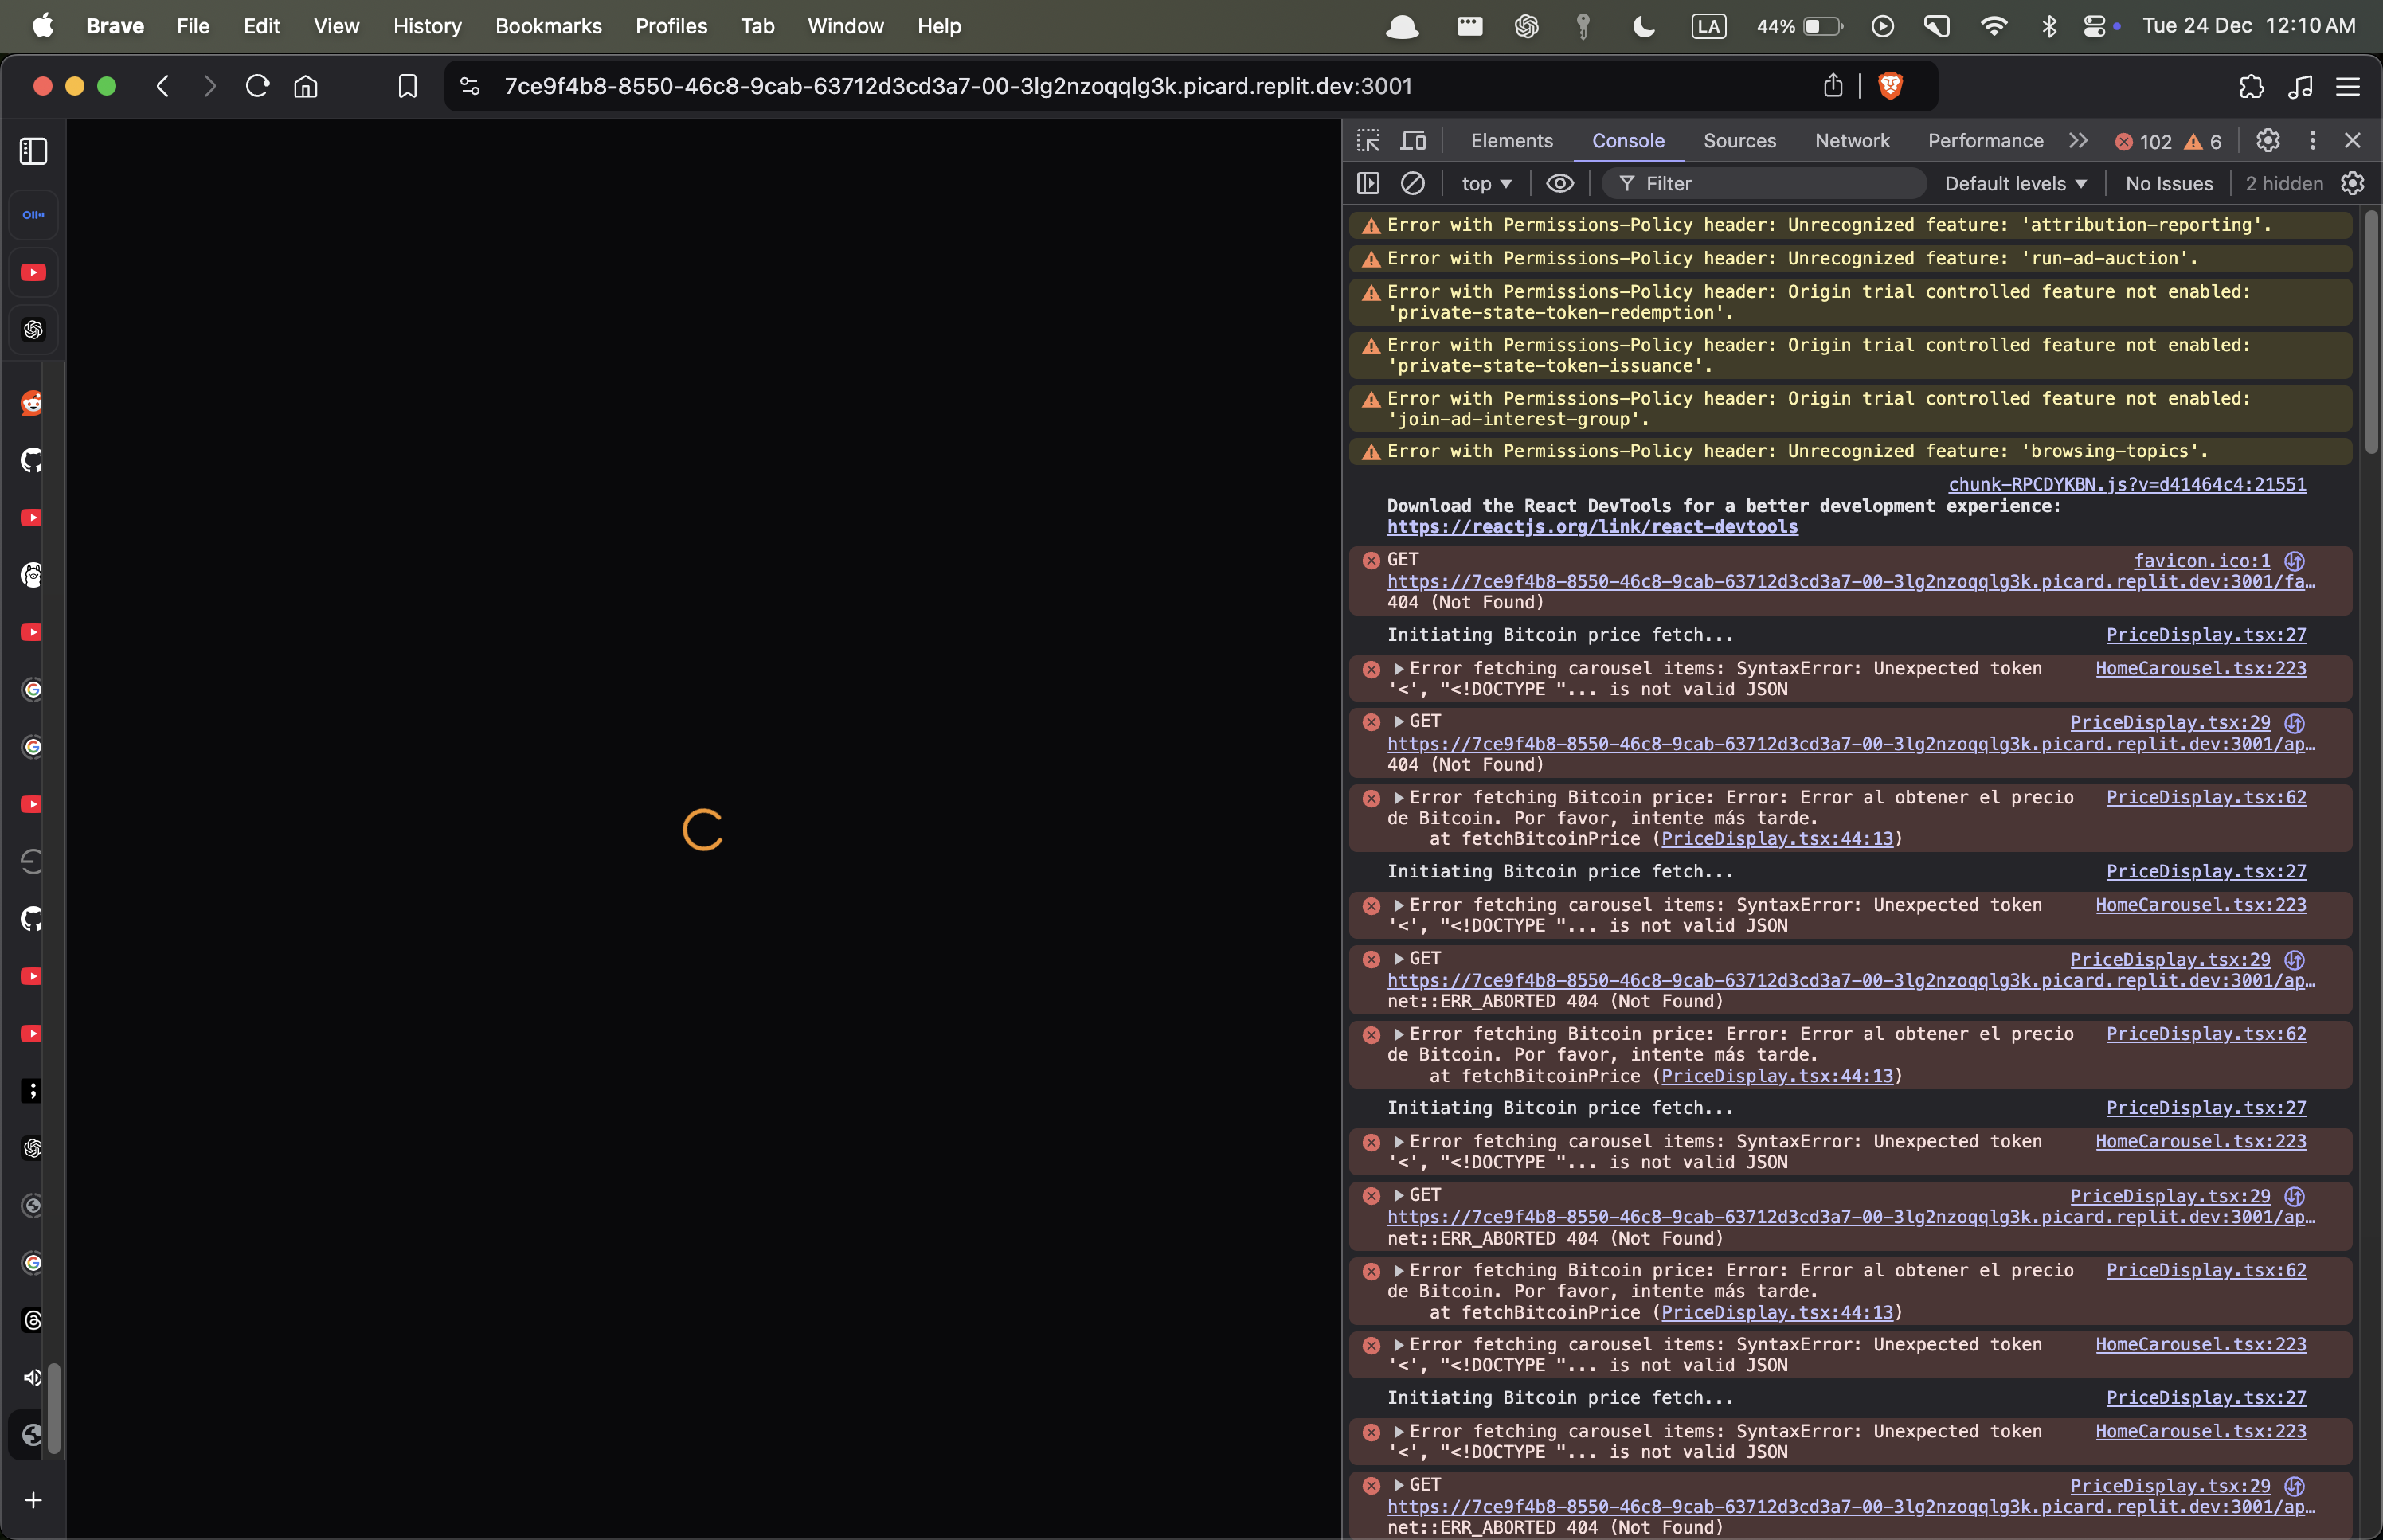 Brave File Edit View History Bookmarks Profiles Tab Window Help LA 44% Tue 24 Dec 12:10 AM
7ce9f4b8-8550-46c8-9cab-63712d3cd3a7-00-3lg2nzoqqlg3k.picard.replit.dev:3001
Elements Console Sources Network Performance 102 6
top Filter Default levels No Issues 2 hidden
Error with Permissions-Policy header: Unrecognized feature: 'attribution-reporting'.
Error with Permissions-Policy header: Unrecognized feature: 'run-ad-auction'.
Error with Permissions-Policy header: Origin trial controlled feature not enabled:
'private-state-token-redemption'.
Error with Permissions-Policy header: Origin trial controlled feature not enabled:
'private-state-token-issuance'.
Error with Permissions-Policy header: Origin trial controlled feature not enabled:
'join-ad-interest-group'.
Error with Permissions-Policy header: Unrecognized feature: 'browsing-topics'.
chunk-RPCDYKBN.js?v=d41464c4:21551
Download the React DevTools for a better development experience:
https://reactjs.org/link/react-devtools
GET favicon.ico:1
https://7ce9f4b8-8550-46c8-9cab-63712d3cd3a7-00-3lg2nzoqqlg3k.picard.replit.dev:3001/fa…
404 (Not Found)
Initiating Bitcoin price fetch... PriceDisplay.tsx:27
Error fetching carousel items: SyntaxError: Unexpected token HomeCarousel.tsx:223
'<', "<!DOCTYPE "... is not valid JSON
GET PriceDisplay.tsx:29
https://7ce9f4b8-8550-46c8-9cab-63712d3cd3a7-00-3lg2nzoqqlg3k.picard.replit.dev:3001/ap…
404 (Not Found)
Error fetching Bitcoin price: Error: Error al obtener el precio PriceDisplay.tsx:62
de Bitcoin. Por favor, intente más tarde.
at fetchBitcoinPrice (PriceDisplay.tsx:44:13)
Initiating Bitcoin price fetch... PriceDisplay.tsx:27
Error fetching carousel items: SyntaxError: Unexpected token HomeCarousel.tsx:223
'<', "<!DOCTYPE "... is not valid JSON
GET PriceDisplay.tsx:29
https://7ce9f4b8-8550-46c8-9cab-63712d3cd3a7-00-3lg2nzoqqlg3k.picard.replit.dev:3001/ap…
net::ERR_ABORTED 404 (Not Found)
Error fetching Bitcoin price: Error: Error al obtener el precio PriceDisplay.tsx:62
de Bitcoin. Por favor, intente más tarde.
at fetchBitcoinPrice (PriceDisplay.tsx:44:13)
Initiating Bitcoin price fetch... PriceDisplay.tsx:27
Error fetching carousel items: SyntaxError: Unexpected token HomeCarousel.tsx:223
'<', "<!DOCTYPE "... is not valid JSON
GET PriceDisplay.tsx:29
https://7ce9f4b8-8550-46c8-9cab-63712d3cd3a7-00-3lg2nzoqqlg3k.picard.replit.dev:3001/ap…
net::ERR_ABORTED 404 (Not Found)
Error fetching Bitcoin price: Error: Error al obtener el precio PriceDisplay.tsx:62
de Bitcoin. Por favor, intente más tarde.
at fetchBitcoinPrice (PriceDisplay.tsx:44:13)
Error fetching carousel items: SyntaxError: Unexpected token HomeCarousel.tsx:223
'<', "<!DOCTYPE "... is not valid JSON
Initiating Bitcoin price fetch... PriceDisplay.tsx:27
Error fetching carousel items: SyntaxError: Unexpected token HomeCarousel.tsx:223
'<', "<!DOCTYPE "... is not valid JSON
GET PriceDisplay.tsx:29
https://7ce9f4b8-8550-46c8-9cab-63712d3cd3a7-00-3lg2nzoqqlg3k.picard.replit.dev:3001/ap…
net::ERR_ABORTED 404 (Not Found)